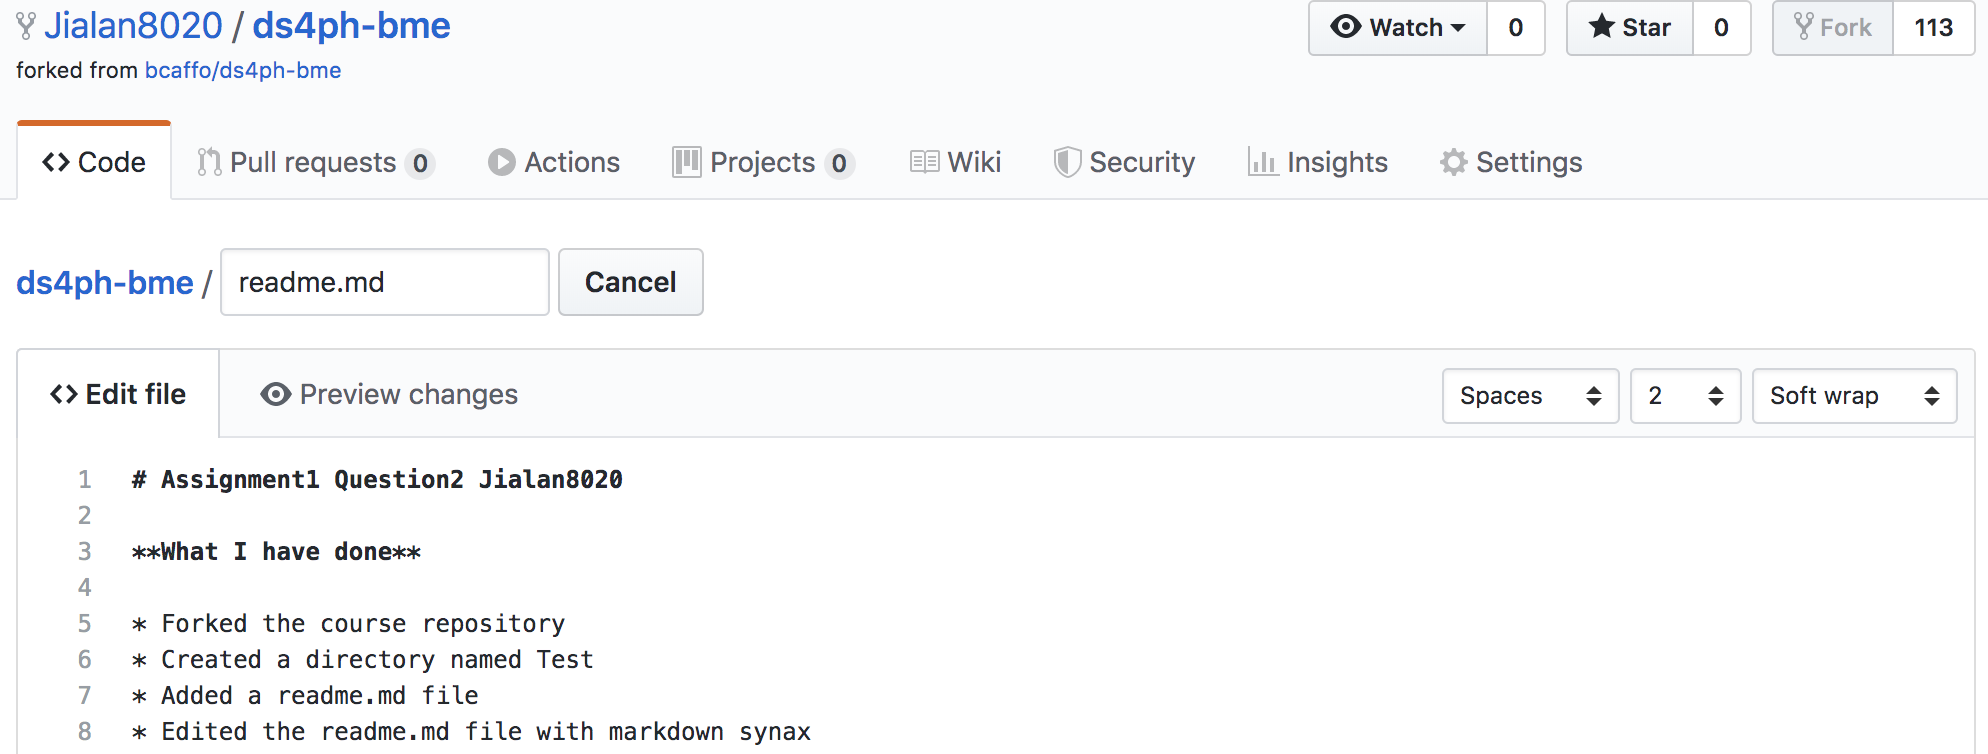 Jialan8020 / ds4ph-bme Watch 0 Star 0 Fork 113
forked from bcaffo/ds4ph-bme
<> Code Pull requests 0 Actions Projects 0 Wiki Security Insights Settings
ds4ph-bme / readme.md Cancel
<> Edit file Preview changes Spaces 2 Soft wrap
1 # Assignment1 Question2 Jialan8020
2
3 **What I have done**
4
5 * Forked the course repository
6 * Created a directory named Test
7 * Added a readme.md file
8 * Edited the readme.md file with markdown synax